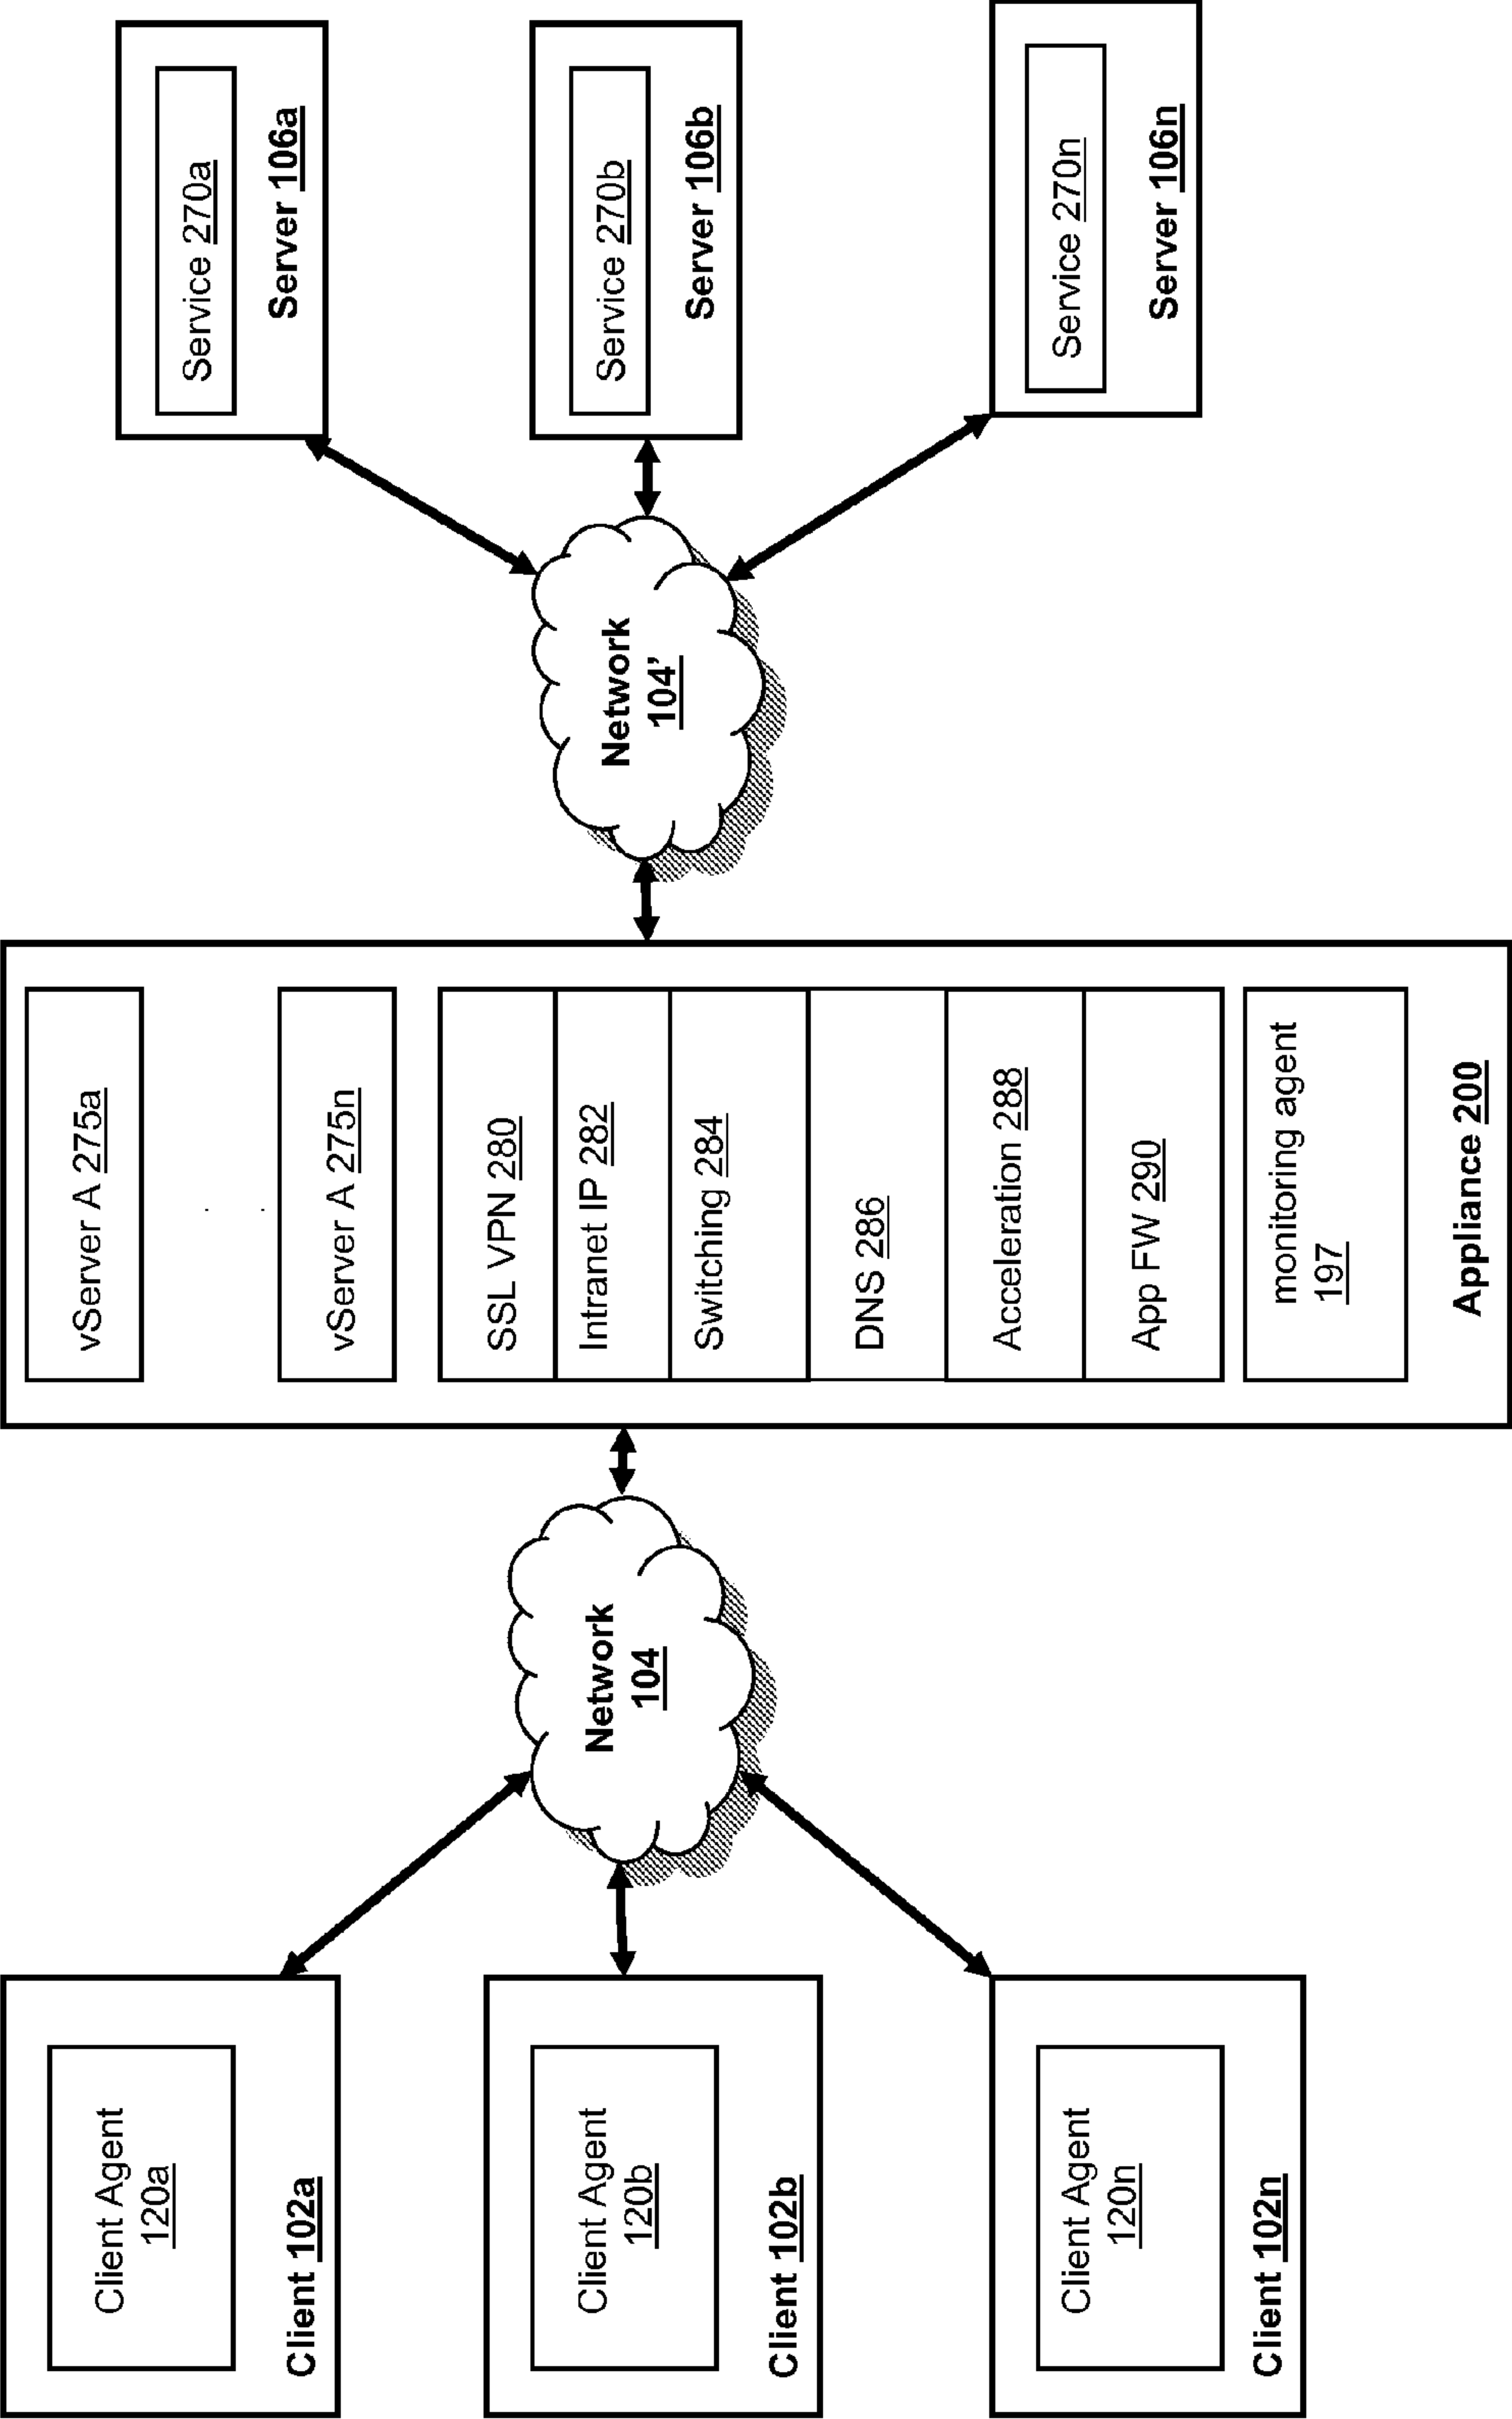 Client Agent
120a
Client 102a
Client Agent
120b
Client 102b
Client Agent
120n
Client 102n
Network
104
vServer A 275a
vServer A 275n
SSL VPN 280
Intranet IP 282
Switching 284
DNS 286
Acceleration 288
App FW 290
monitoring agent
197
Appliance 200
Network
104’
Service 270a
Server 106a
Service 270b
Server 106b
Service 270n
Server 106n